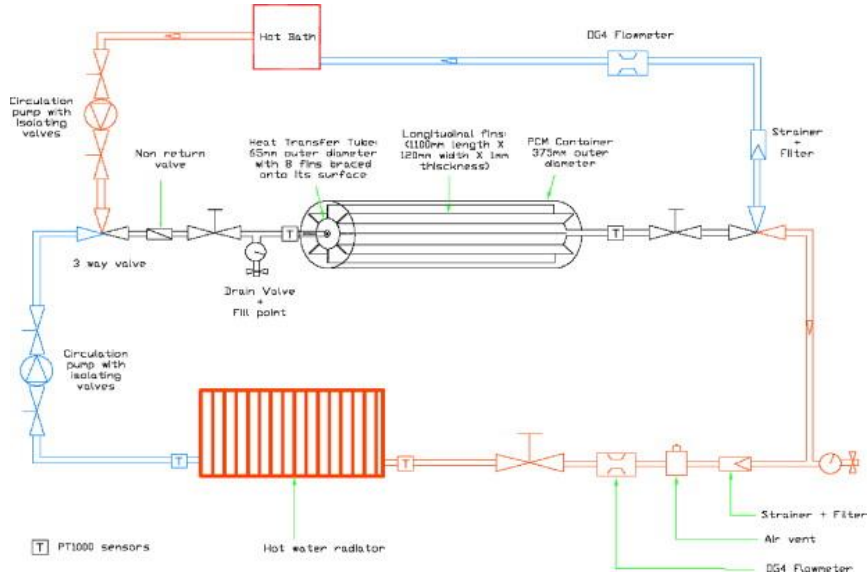 Hot Bath
DG4 Flowmeter
Circulation
pump with
isolating
valves
Non return
valve
Heat Transfer Tube:
65mm outer diameter
with 8 fins braced
onto its surface
Longitudinal fins:
(1100mm length X
120mm width X 1mm
thisckness)
PCM Container
375mm outer
diameter
Strainer
+
Filter
T
T
3 way valve
Drain Valve
+
Fill point
Circulation
pump with
isolating
valves
T
T
Strainer + Filter
Air vent
Hot water radiator
DG4 Flowmeter
T PT1000 sensors